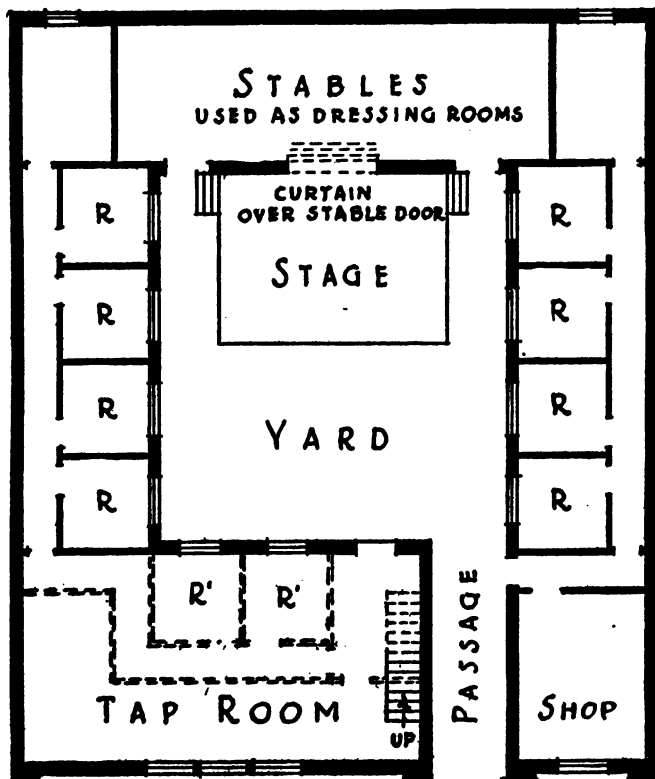 STABLES
USED AS DRESSING ROOMS
CURTAIN
OVER STABLE DOOR
R
R
STAGE
R
R
R
R
YARD
R
R
R'
R'
PASSAGE
TAP ROOM
SHOP
UP